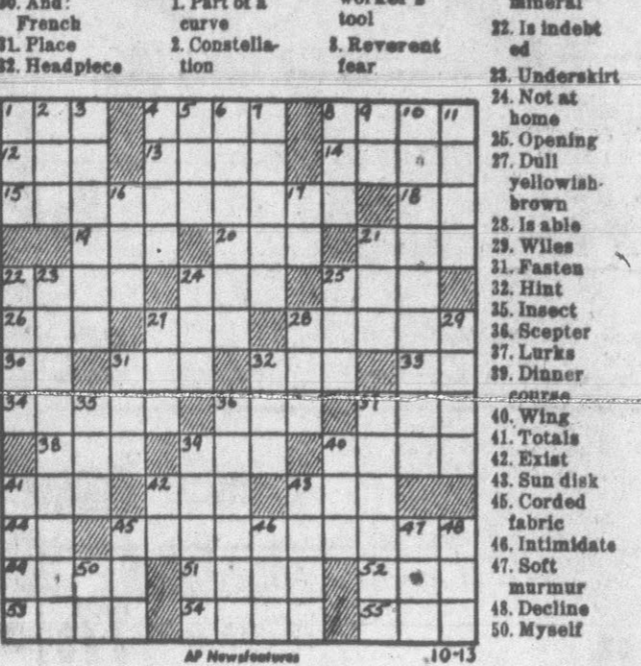 30. And:
French
31. Place
32. Headpiece
1. Part of a
curve
2. Constella-
tion
tool
3. Reverent
fear
mineral
22. Is indebt
ed
23. Underskirt
24. Not at
home
25. Opening
27. Dull
yellowish-
brown
28. Is able
29. Wiles
31. Fasten
32. Hint
35. Insect
36. Scepter
37. Lurks
39. Dinner
course
40. Wing
41. Totals
42. Exist
43. Sun disk
45. Corded
fabric
46. Intimidate
47. Soft
murmur
48. Decline
50. Myself
1 2 3 4 5 6 7 8 9 10 11
12 13 14
15 16 17 18
19 20 21
22 23 24 25
26 27 28 29
30 31 32 33
34 35 36 37
38 39 40
41 42 43
44 45 46 47 48
49 50 51 52
53 54 55
AP Newsfeatures 10-13